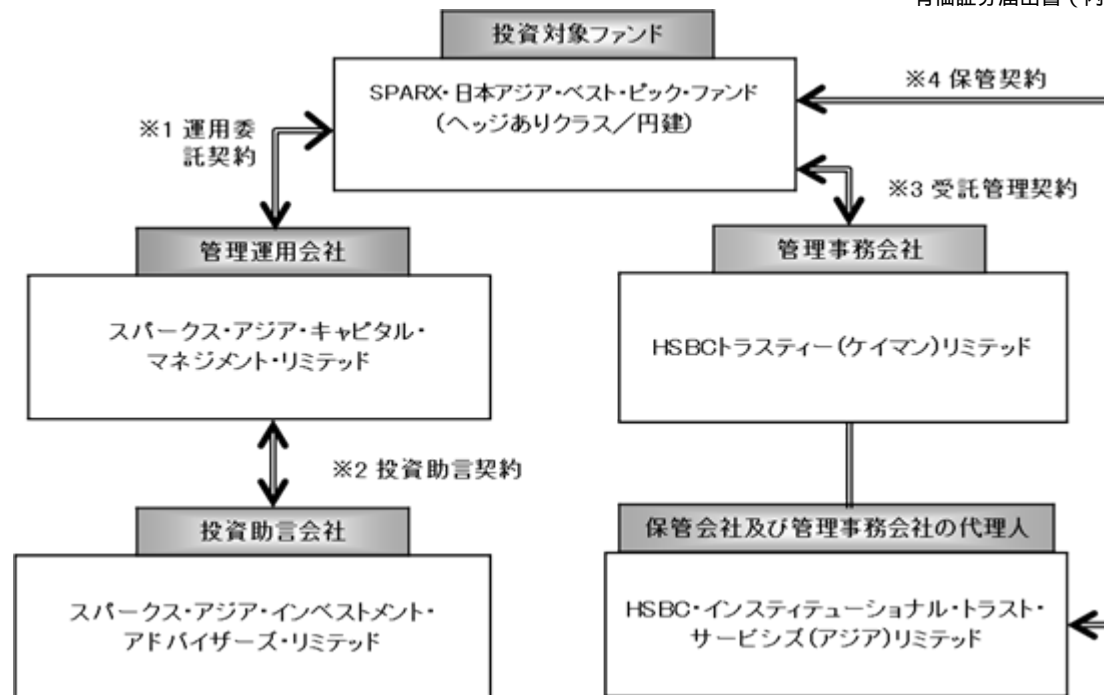 有価証券届出書（内
投資対象ファンド
SPARX・日本アジア・ベスト・ピック・ファンド
（ヘッジありクラス／円建）
※4 保管契約
※1 運用委
託契約
※3 受託管理契約
管理運用会社
スパークス・アジア・キャピタル・
マネジメント・リミテッド
管理事務会社
HSBCトラスティー（ケイマン）リミテッド
※2 投資助言契約
投資助言会社
スパークス・アジア・インベストメント・
アドバイザーズ・リミテッド
保管会社及び管理事務会社の代理人
HSBC・インスティテューショナル・トラスト・
サービシズ（アジア）リミテッド